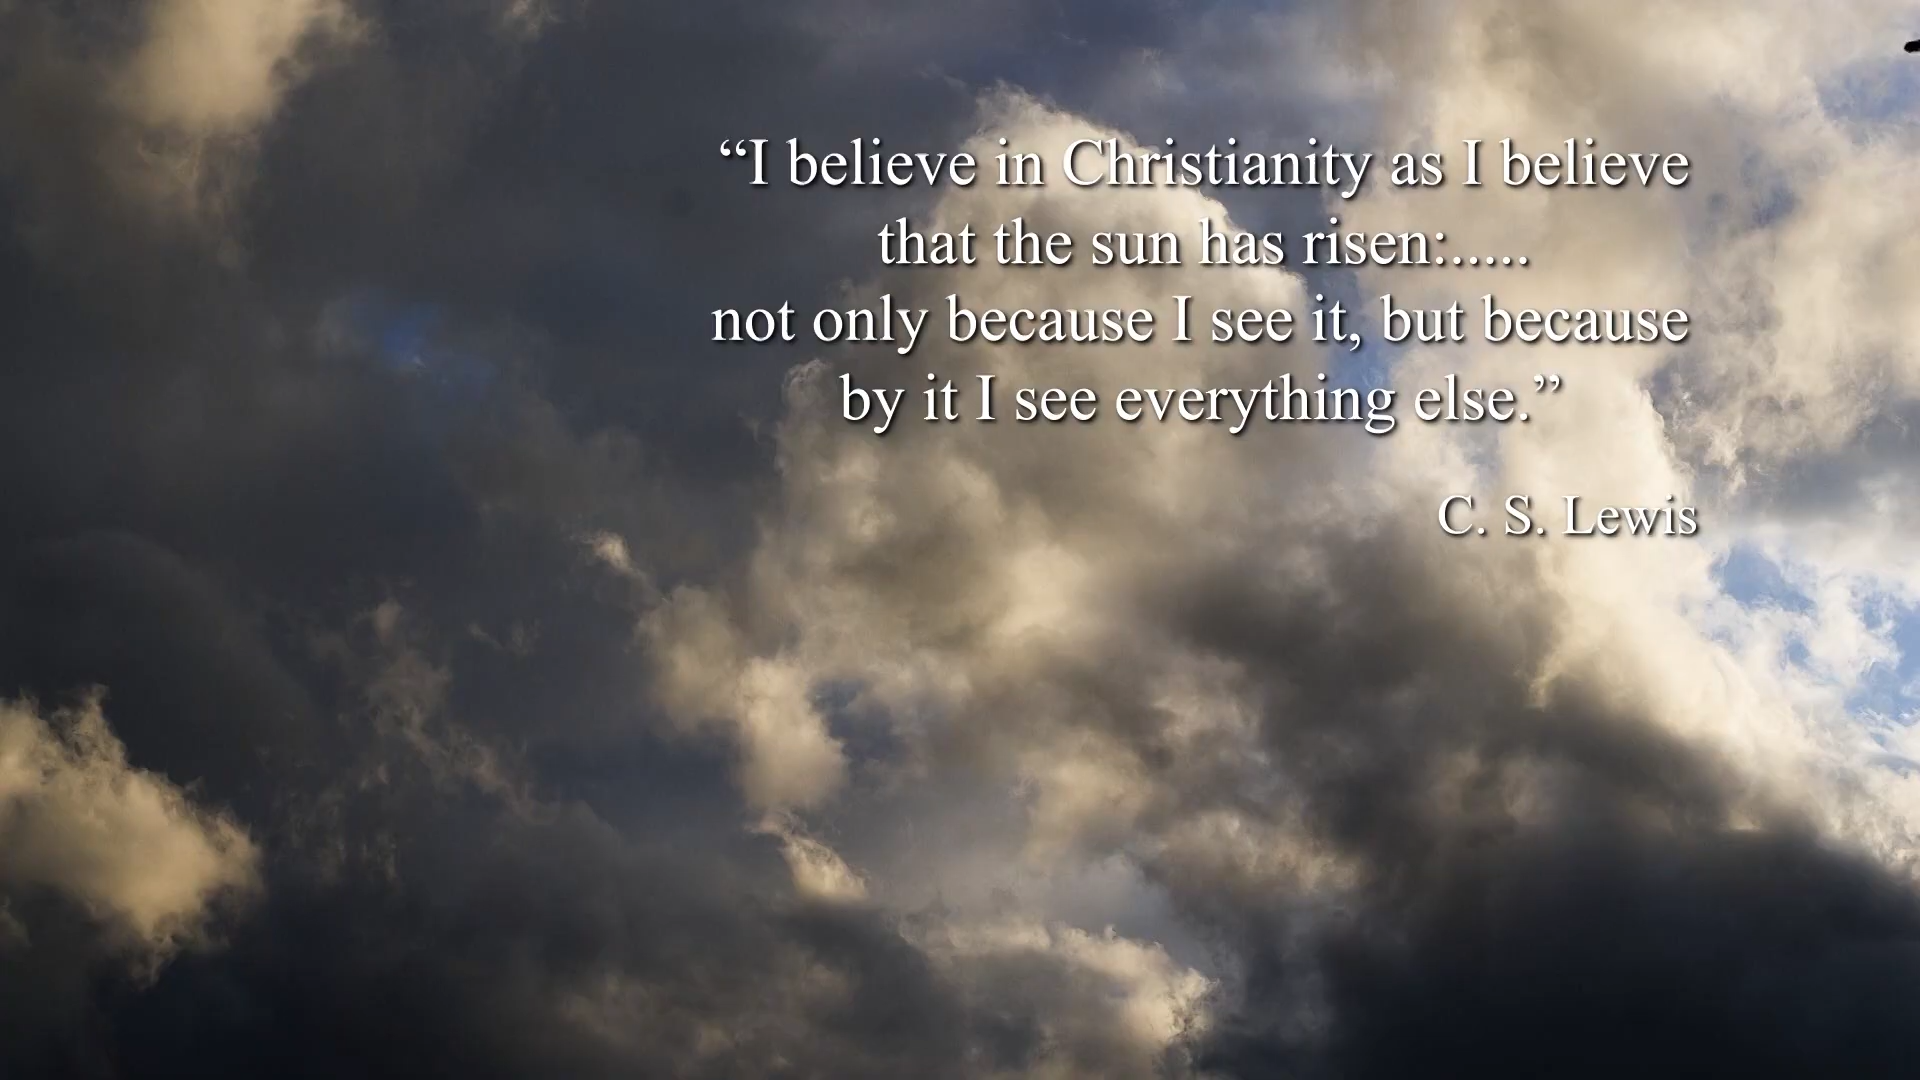 “I believe in Christianity as I believe
that the sun has risen:.....
not only because I see it, but because
by it I see everything else.”
C. S. Lewis